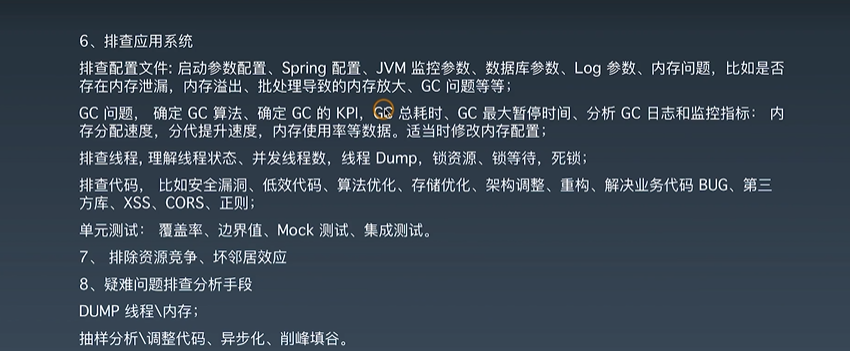 6、排查应用系统
排查配置文件: 启动参数配置、Spring 配置、JVM 监控参数、数据库参数、Log 参数、内存问题，比如是否
存在内存泄漏，内存溢出、批处理导致的内存放大、GC 问题等等；
GC 问题， 确定 GC 算法、确定 GC 的 KPI，GC 总耗时、GC 最大暂停时间、分析 GC 日志和监控指标： 内
存分配速度，分代提升速度，内存使用率等数据。适当时修改内存配置；
排查线程, 理解线程状态、并发线程数，线程 Dump，锁资源、锁等待，死锁；
排查代码， 比如安全漏洞、低效代码、算法优化、存储优化、架构调整、重构、解决业务代码 BUG、第三
方库、XSS、CORS、正则；
单元测试： 覆盖率、边界值、Mock 测试、集成测试。
7、 排除资源竞争、坏邻居效应
8、疑难问题排查分析手段
DUMP 线程\内存；
抽样分析\调整代码、异步化、削峰填谷。